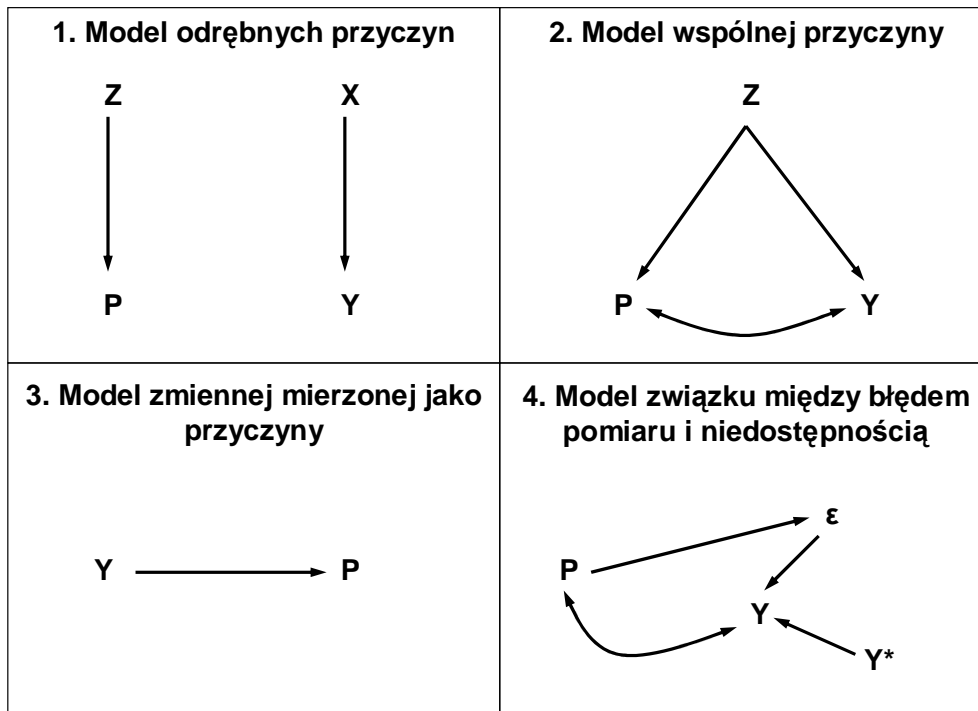 1. Model odrębnych przyczyn
Z X
P Y
2. Model wspólnej przyczyny
Z
P Y
3. Model zmiennej mierzonej jako
przyczyny
Y P
4. Model związku między błędem
pomiaru i niedostępnością
ε
P
Y
Y*